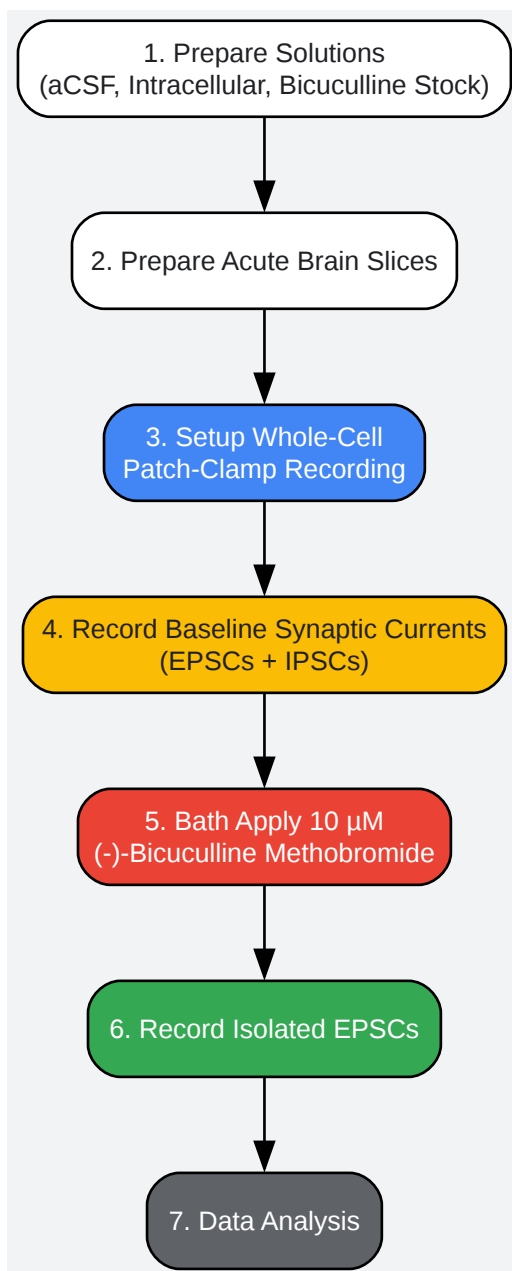 1. Prepare Solutions
(aCSF, Intracellular, Bicuculline Stock)
2. Prepare Acute Brain Slices
3. Setup Whole-Cell
Patch-Clamp Recording
4. Record Baseline Synaptic Currents
(EPSCs + IPSCs)
5. Bath Apply 10 µM
(-)-Bicuculline Methobromide
6. Record Isolated EPSCs
7. Data Analysis